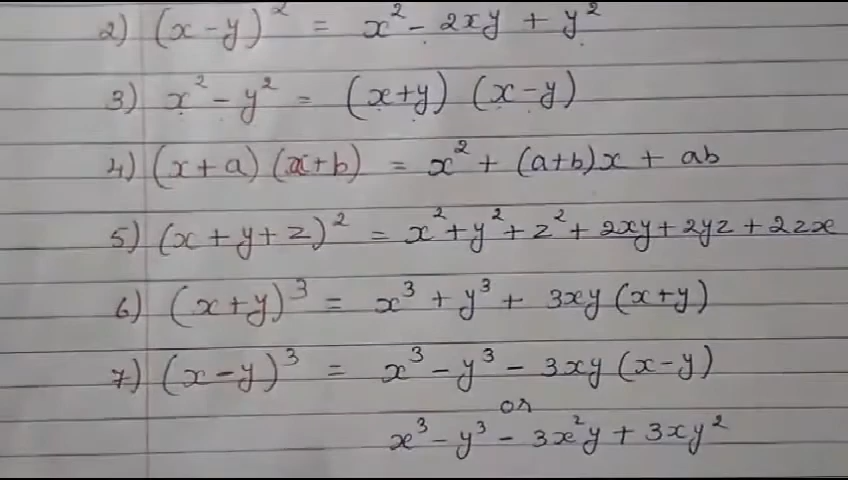 2) (x-y)² = x² - 2xy + y²
3) x² - y² = (x+y) (x-y)
4) (x+a) (x+b) = x² + (a+b)x + ab
5) (x+y+z)² = x²+y²+z²+2xy+2yz+2zx
6) (x+y)³ = x³ + y³ + 3xy (x+y)
7) (x-y)³ = x³ - y³ - 3xy (x-y)
or
x³ - y³ - 3x²y + 3xy²